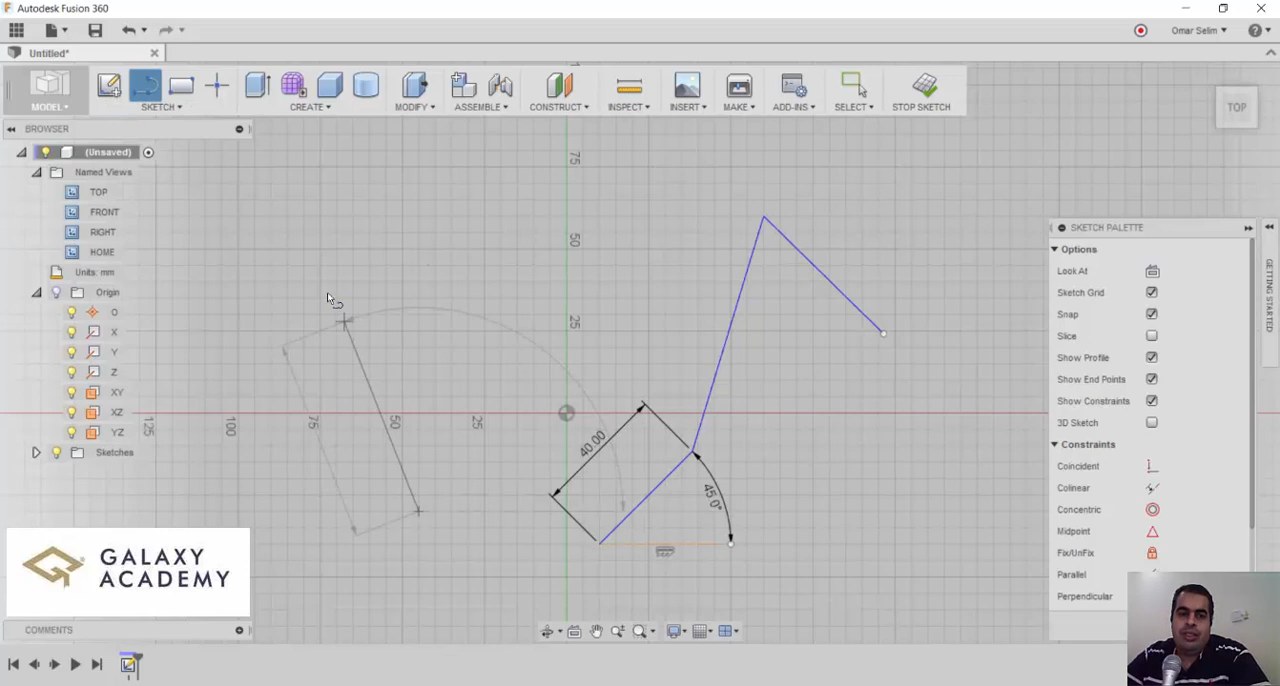 Autodesk Fusion 360
Omar Selim
Untitled*
MODEL
SKETCH
CREATE
MODIFY
ASSEMBLE
CONSTRUCT
INSPECT
INSERT
MAKE
ADD-INS
SELECT
STOP SKETCH
TOP
BROWSER
(Unsaved)
Named Views
TOP
FRONT
RIGHT
HOME
Units: mm
Origin
O
X
Y
Z
XY
XZ
YZ
Sketches
75
50
25
125
100
75
50
25
40.00
45.0°
SKETCH PALETTE
Options
Look At
Sketch Grid
Snap
Slice
Show Profile
Show End Points
Show Constraints
3D Sketch
Constraints
Coincident
Colinear
Concentric
Midpoint
Fix/UnFix
Parallel
Perpendicular
GETTING STARTED
GALAXY
ACADEMY
COMMENTS